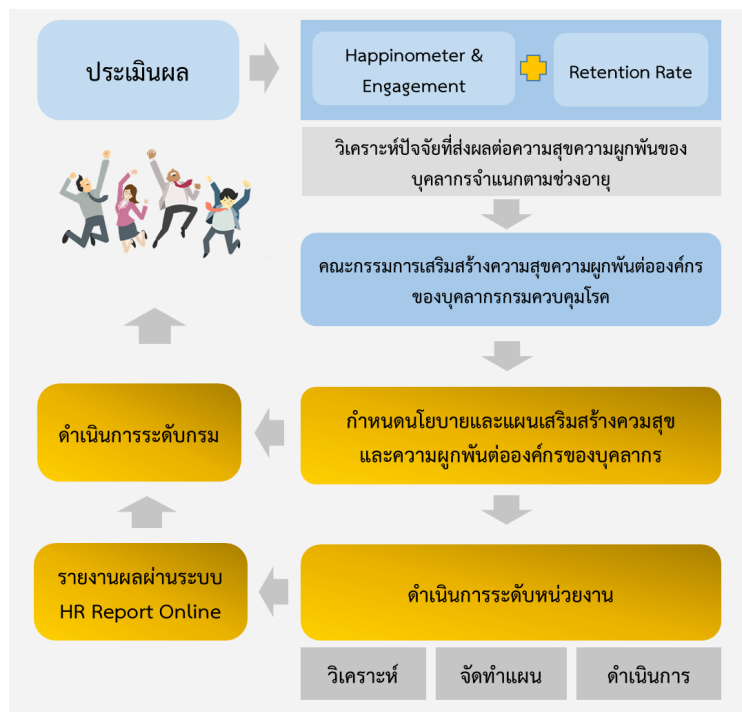 ประเมินผล
Happinometer &
Engagement
Retention Rate
วิเคราะห์ปัจจัยที่ส่งผลต่อความสุขความผูกพันของ
บุคลากรจำแนกตามช่วงอายุ
คณะกรรมการเสริมสร้างความสุขความผูกพันต่อองค์กร
ของบุคลากรกรมควบคุมโรค
กำหนดนโยบายและแผนเสริมสร้างควมสุข
และความผูกพันต่อองค์กรของบุคลากร
ดำเนินการระดับกรม
ดำเนินการระดับหน่วยงาน
รายงานผลผ่านระบบ
HR Report Online
วิเคราะห์
จัดทำแผน
ดำเนินการ